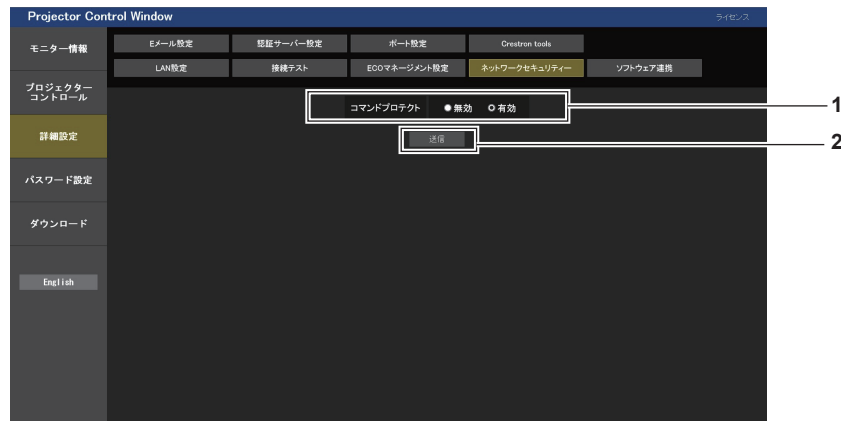 Projector Control Window
ライセンス
モニター情報
プロジェクター
コントロール
詳細設定
パスワード設定
ダウンロード
English
Eメール設定
認証サーバー設定
ポート設定
Crestron tools
LAN設定
接続テスト
ECOマネージメント設定
ネットワークセキュリティー
ソフトウェア連携
コマンドプロテクト 無効 有効
1
送信
2